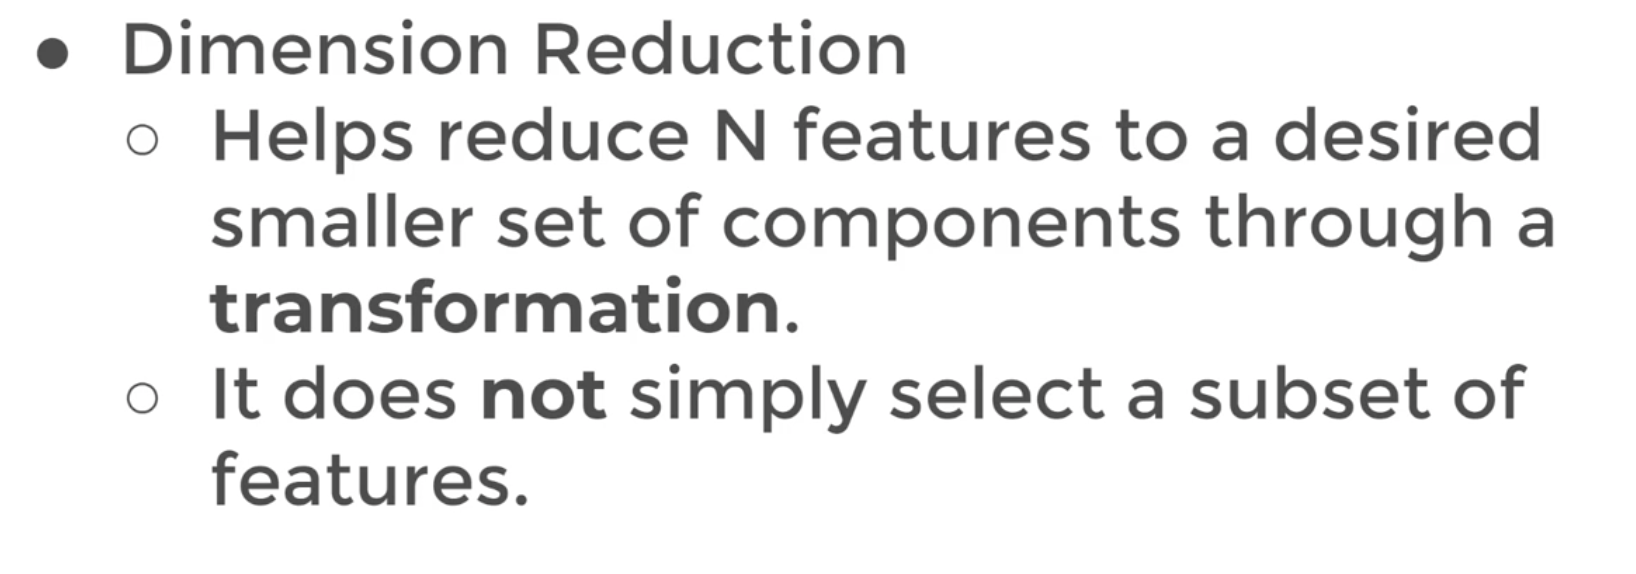 ● Dimension Reduction
○ Helps reduce N features to a desired
smaller set of components through a
transformation.
○ It does not simply select a subset of
features.